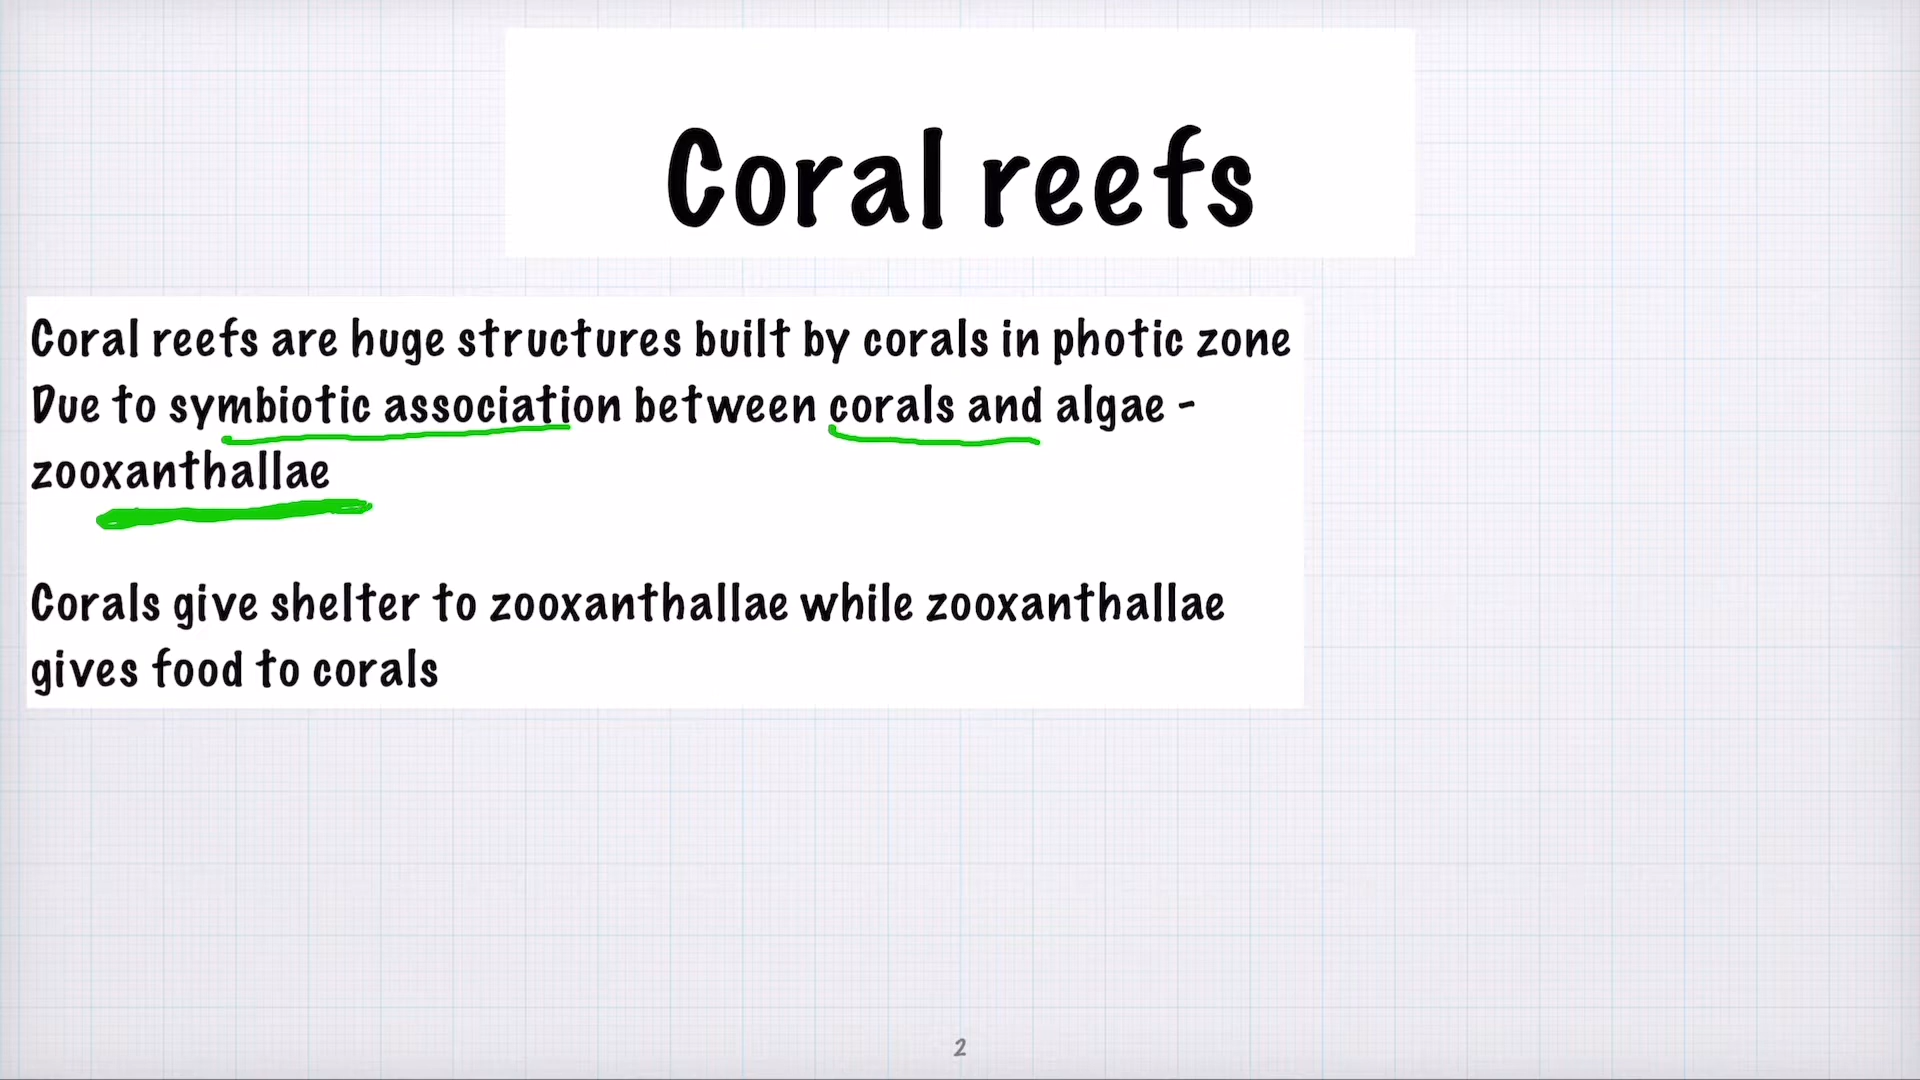 Coral reefs
Coral reefs are huge structures built by corals in photic zone
Due to symbiotic association between corals and algae -
zooxanthallae
Corals give shelter to zooxanthallae while zooxanthallae
gives food to corals
2